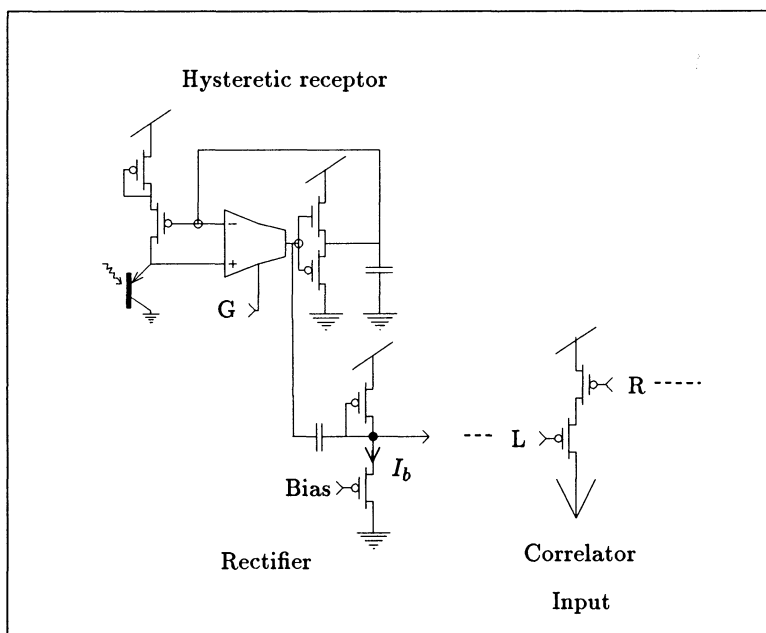 Hysteretic receptor
−
+
G
R
L
I_b
Bias
Rectifier
Correlator
Input